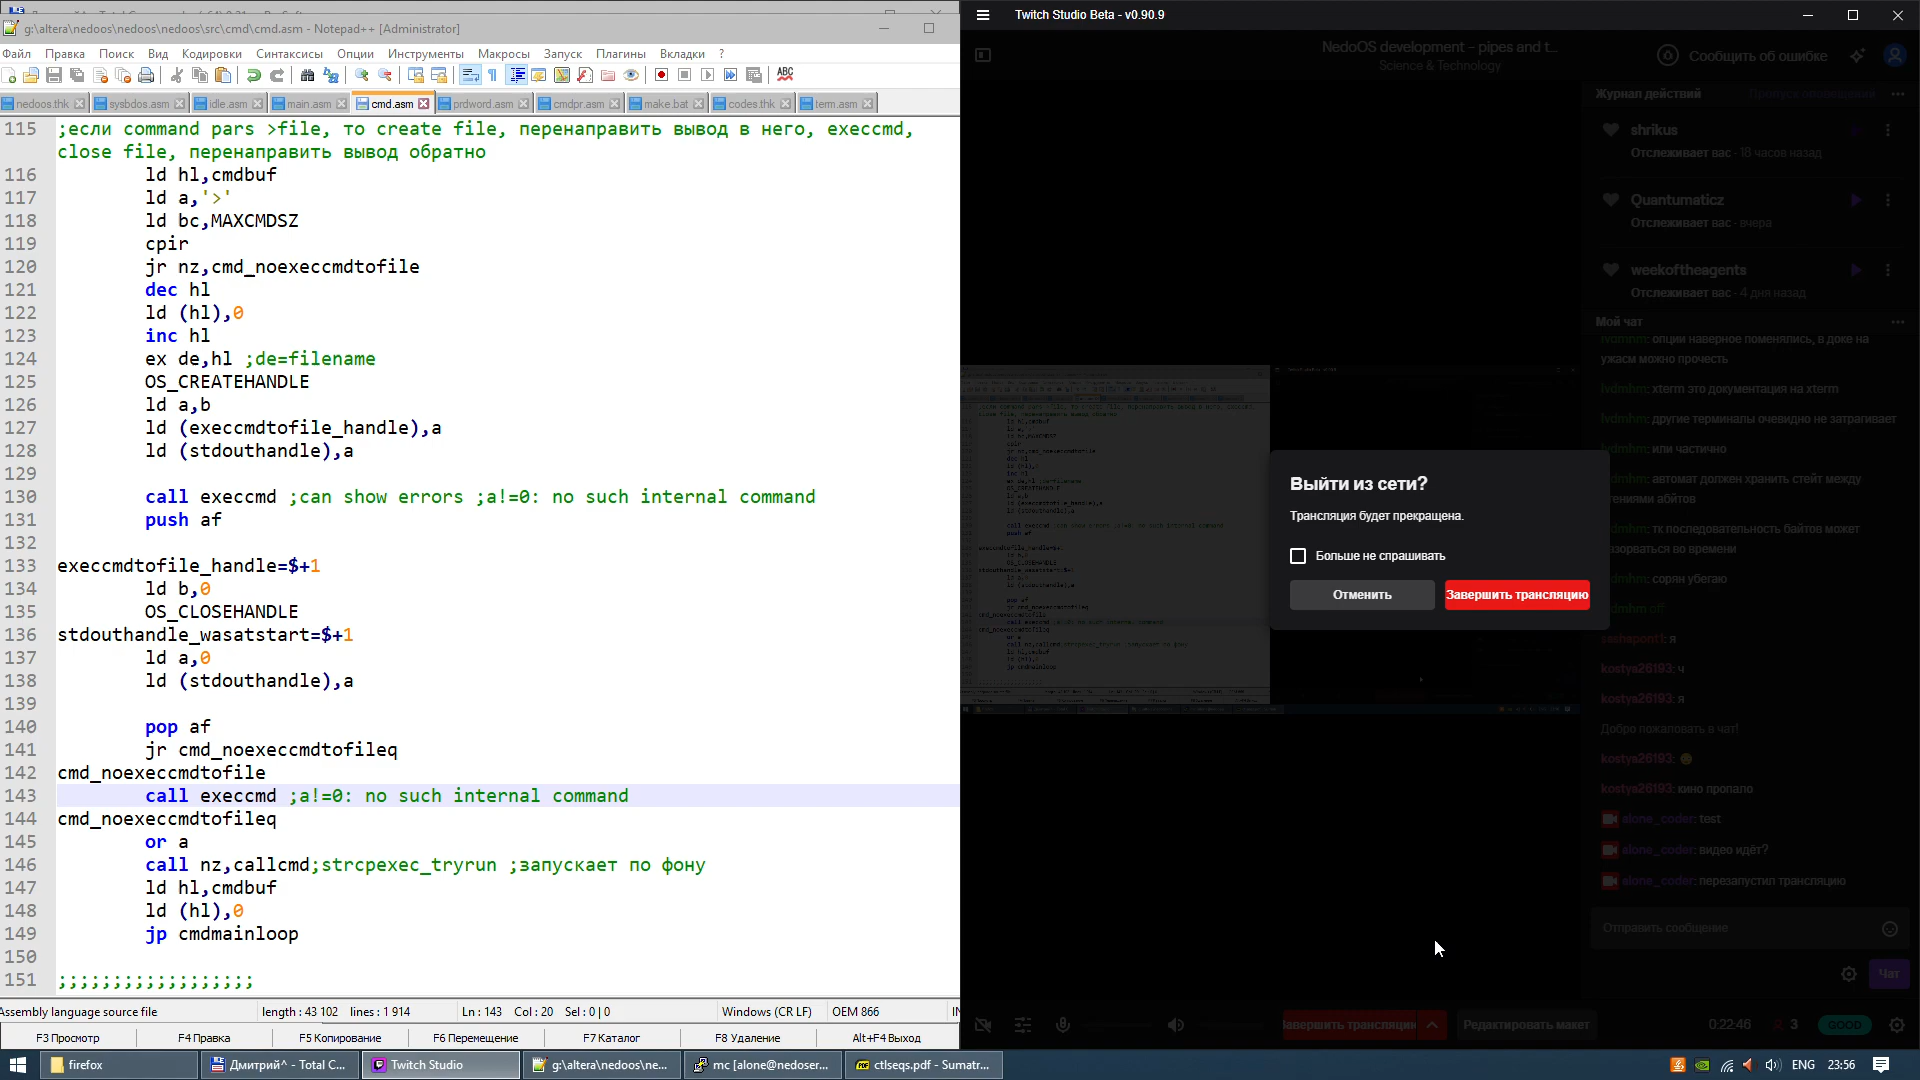 g:\altera\nedoos\nedoos\src\cmd\cmd.asm - Notepad++ [Administrator]
Файл Правка Поиск Вид Кодировки Синтаксисы Опции Инструменты Макросы Запуск Плагины Вкладки ?
nedoos.thk sysbdos.asm idle.asm main.asm cmd.asm prdword.asm cmdpr.asm make.bat codes.thk term.asm
115 ;если command pars >file, то create file, перенаправить вывод в него, execcmd,
close file, перенаправить вывод обратно
116 ld hl,cmdbuf
117 ld a,'>'
118 ld bc,MAXCMDSZ
119 cpir
120 jr nz,cmd_noexeccmdtofile
121 dec hl
122 ld (hl),0
123 inc hl
124 ex de,hl ;de=filename
125 OS_CREATEHANDLE
126 ld a,b
127 ld (execcmdtofile_handle),a
128 ld (stdouthandle),a
129
130 call execcmd ;can show errors ;a!=0: no such internal command
131 push af
132
133 execcmdtofile_handle=$+1
134 ld b,0
135 OS_CLOSEHANDLE
136 stdouthandle_wasatstart=$+1
137 ld a,0
138 ld (stdouthandle),a
139
140 pop af
141 jr cmd_noexeccmdtofileq
142 cmd_noexeccmdtofile
143 call execcmd ;a!=0: no such internal command
144 cmd_noexeccmdtofileq
145 or a
146 call nz,callcmd;strcpexec_tryrun ;запускает по фону
147 ld hl,cmdbuf
148 ld (hl),0
149 jp cmdmainloop
150
151 ;;;;;;;;;;;;;;;;;;
Assembly language source file length : 43 102 lines : 1 914 Ln : 143 Col : 20 Sel : 0 | 0 Windows (CR LF) OEM 866
F3 Просмотр F4 Правка F5 Копирование F6 Перемещение F7 Каталог F8 Удаление Alt+F4 Выход
Twitch Studio Beta - v0.90.9
NedoOS development - pipes and t...
Science & Technology
Сообщить об ошибке
Журнал действий
shrikus
Отслеживает вас - 18 часов назад
Quantumaticz
Отслеживает вас - вчера
weekoftheagents
Отслеживает вас - 4 дня назад
Мой чат
lvdmhm: опции наверное поменялись, в доке на
ужасм можно прочесть
lvdmhm: xterm это документация на xterm
lvdmhm: другие терминалы очевидно не затрагивает
или частично
автомат должен хранить стейт между
тк последовательность байтов может
во времени
сорян убегаю
sashapont1: я
kostya26193: ч
kostya26193: я
Добро пожаловать в чат!
kostya26193:
kostya26193: кино пропало
alone_coder: test
alone_coder: видео идёт?
alone_coder: перезапустил трансляцию
Отправить сообщение
Чат
Выйти из сети?
Трансляция будет прекращена.
Больше не спрашивать
Отменить Завершить трансляцию
Завершить трансляцию Редактировать макет 0:22:46 3 GOOD
firefox Дмитрий^ - Total C... Twitch Studio g:\altera\nedoos\ne... mc [alone@nedoser... ctlseqs.pdf - Sumatr... ENG 23:56